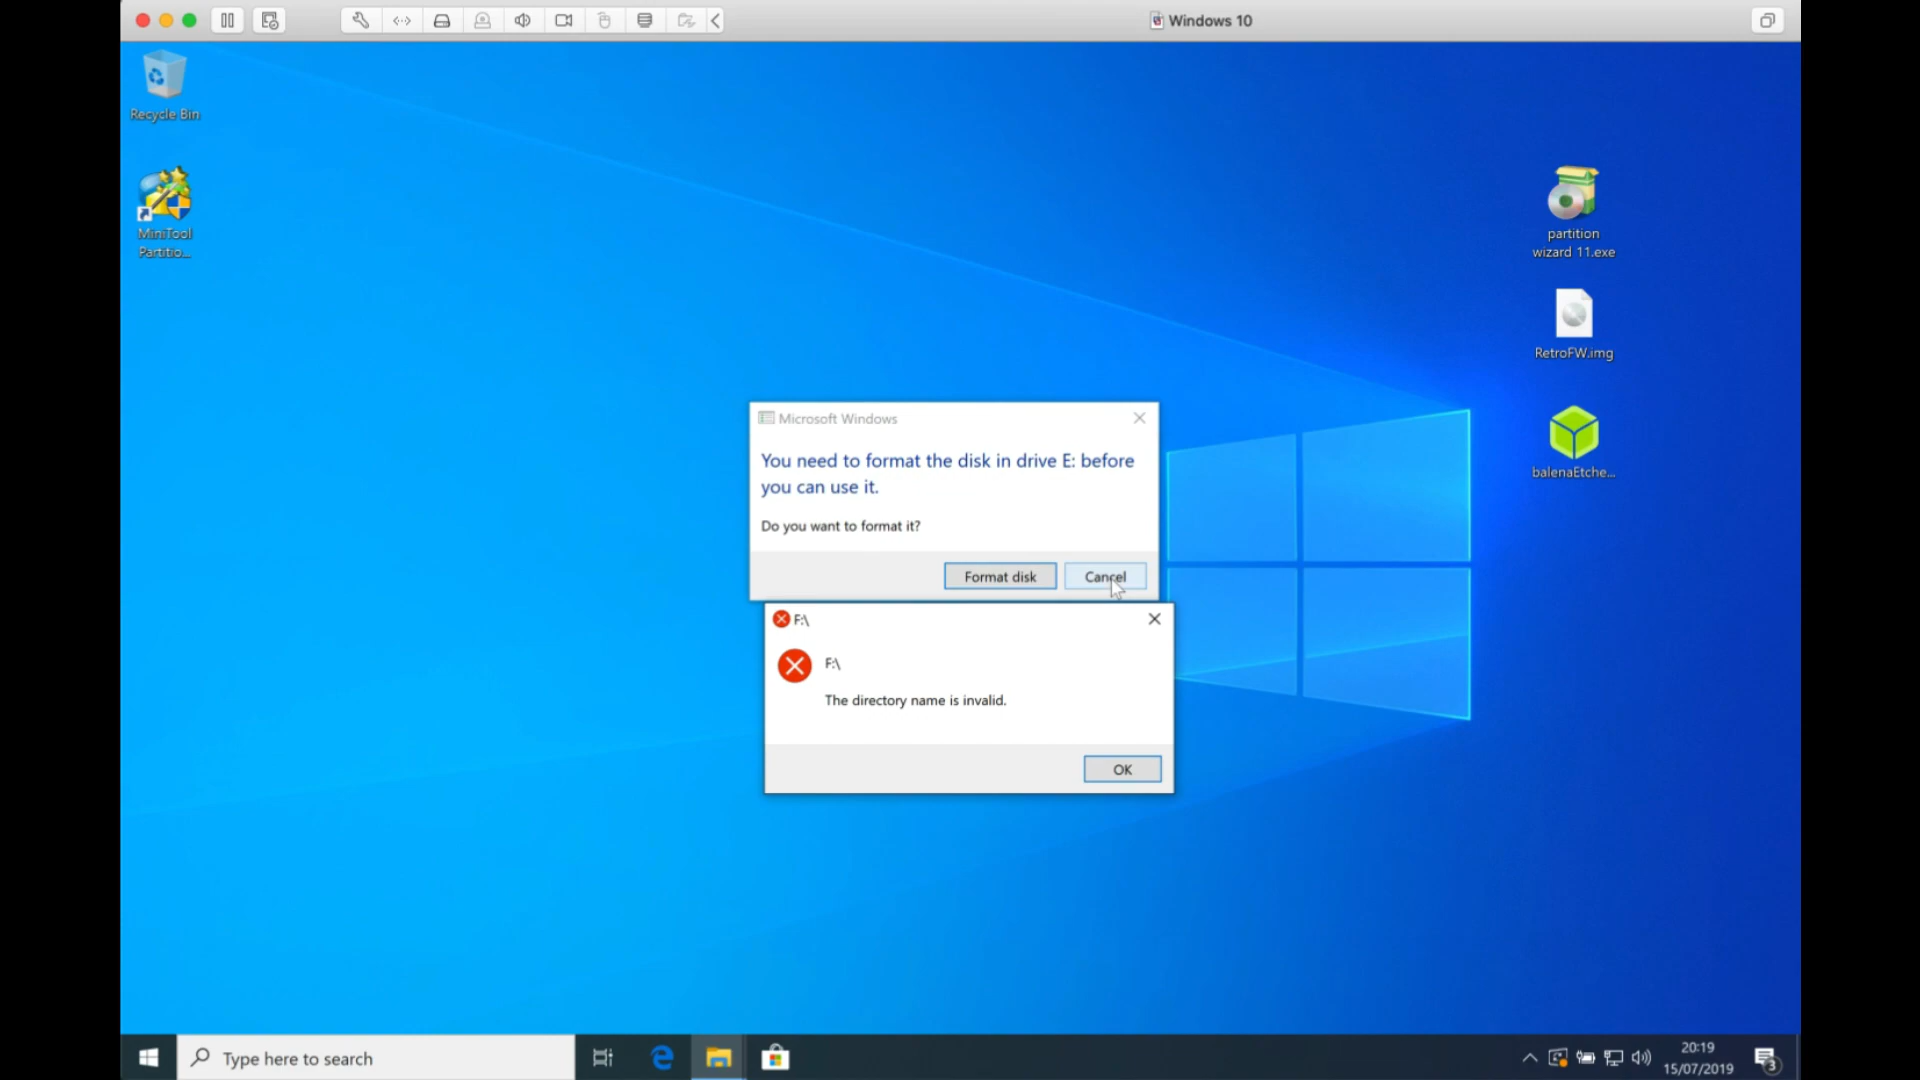 Windows 10
Recycle Bin
MiniTool
Partitio...
partition
wizard 11.exe
RetroFW.img
balenaEtche...
Microsoft Windows
You need to format the disk in drive E: before
you can use it.
Do you want to format it?
Format disk
Cancel
F:\
F:\
The directory name is invalid.
OK
Type here to search
20:19
15/07/2019
3